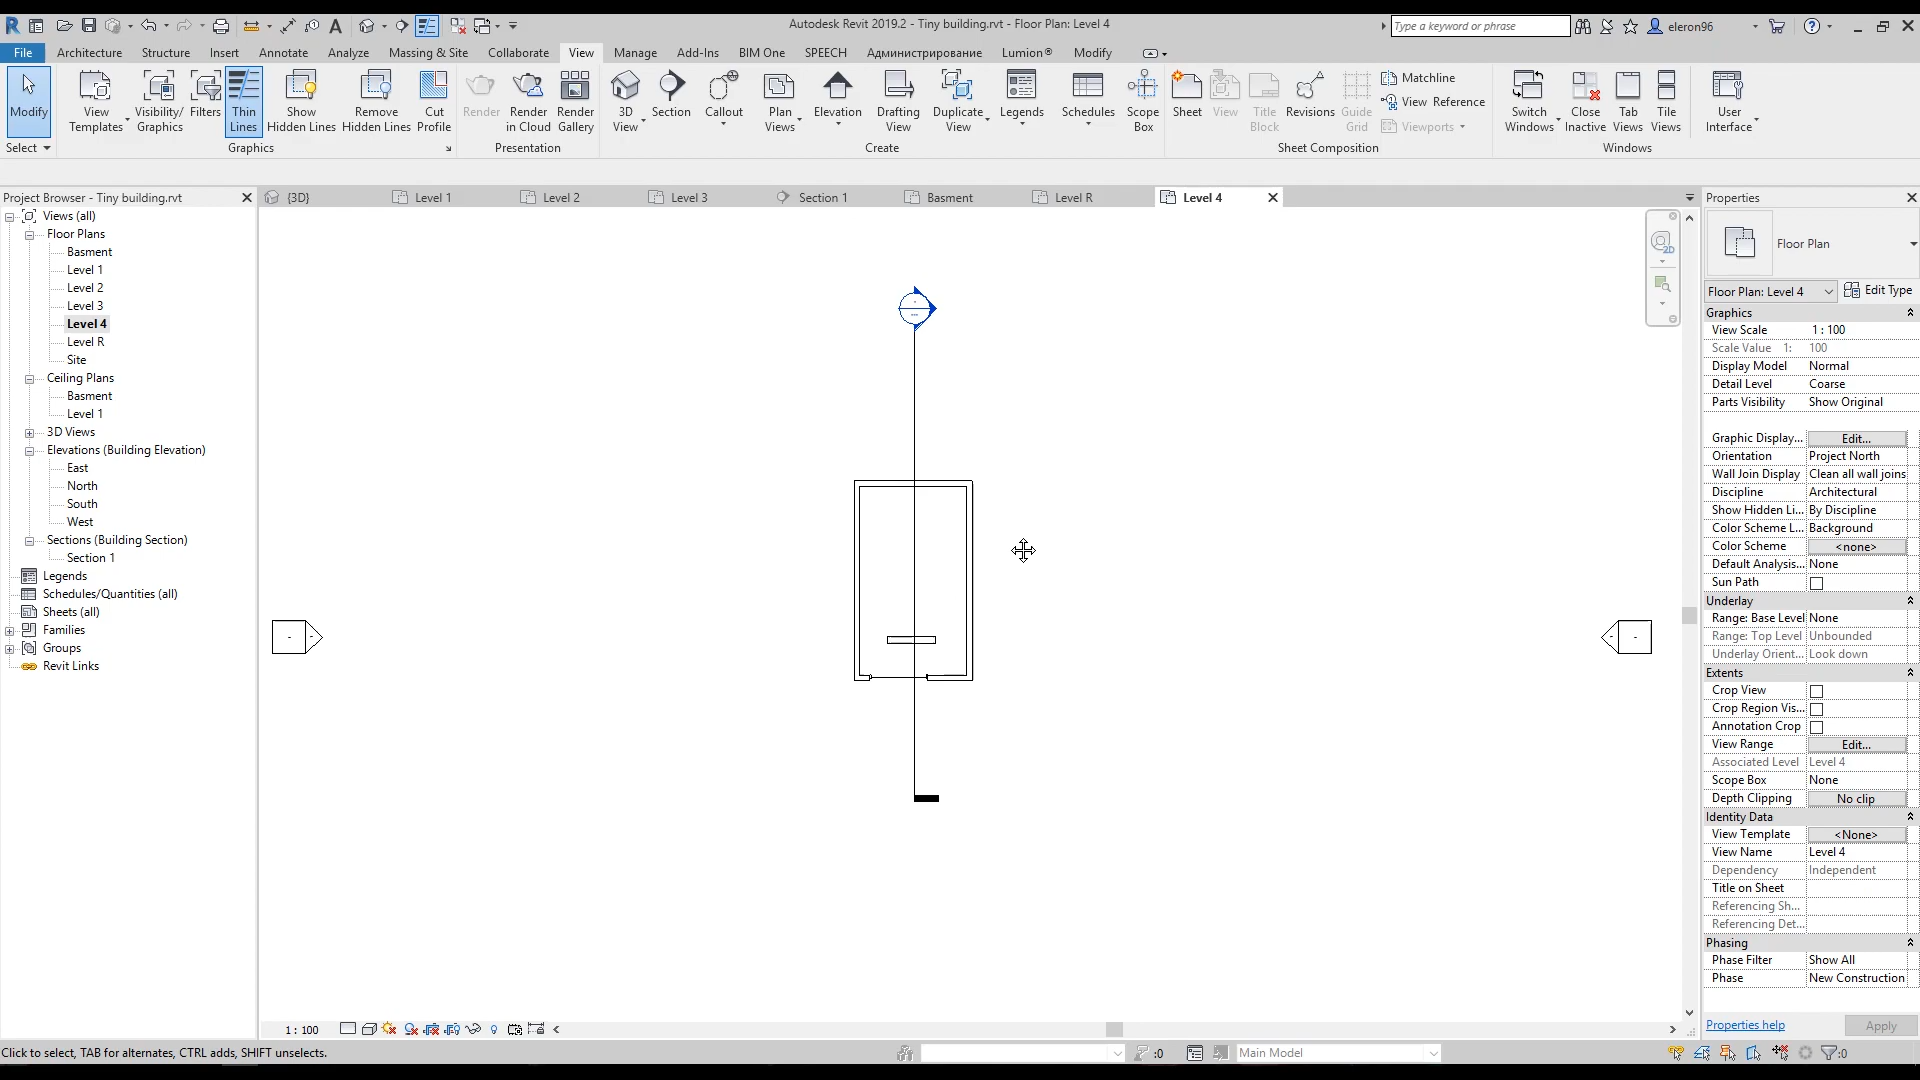 Autodesk Revit 2019.2 - Tiny building.rvt - Floor Plan: Level 4
Type a keyword or phrase
eleron96
File
Architecture
Structure
Insert
Annotate
Analyze
Massing & Site
Collaborate
View
Manage
Add-Ins
BIM One
SPEECH
Администрирование
Lumion®
Modify
Modify
View Templates
Visibility/ Graphics
Filters
Thin Lines
Show Hidden Lines
Remove Hidden Lines
Cut Profile
Render
Render in Cloud
Render Gallery
3D View
Section
Callout
Plan Views
Elevation
Drafting View
Duplicate View
Legends
Schedules
Scope Box
Sheet
View
Title Block
Revisions
Guide Grid
Matchline
View Reference
Viewports
Switch Windows
Close Inactive
Tab Views
Tile Views
User Interface
Select
Graphics
Presentation
Create
Sheet Composition
Windows
Project Browser - Tiny building.rvt
Views (all)
Floor Plans
Basment
Level 1
Level 2
Level 3
Level 4
Level R
Site
Ceiling Plans
Basment
Level 1
3D Views
Elevations (Building Elevation)
East
North
South
West
Sections (Building Section)
Section 1
Legends
Schedules/Quantities (all)
Sheets (all)
Families
Groups
Revit Links
{3D}
Level 1
Level 2
Level 3
Section 1
Basment
Level R
Level 4
2D
Properties
Floor Plan
Floor Plan: Level 4
Edit Type
Graphics
View Scale 1 : 100
Scale Value 1: 100
Display Model Normal
Detail Level Coarse
Parts Visibility Show Original
Graphic Display... Edit...
Orientation Project North
Wall Join Display Clean all wall joins
Discipline Architectural
Show Hidden Li... By Discipline
Color Scheme L... Background
Color Scheme <none>
Default Analysis... None
Sun Path
Underlay
Range: Base Level None
Range: Top Level Unbounded
Underlay Orient... Look down
Extents
Crop View
Crop Region Vis...
Annotation Crop
View Range Edit...
Associated Level Level 4
Scope Box None
Depth Clipping No clip
Identity Data
View Template <None>
View Name Level 4
Dependency Independent
Title on Sheet
Referencing Sh...
Referencing Det...
Phasing
Phase Filter Show All
Phase New Construction
Properties help
Apply
1 : 100
Click to select, TAB for alternates, CTRL adds, SHIFT unselects.
:0
Main Model
:0